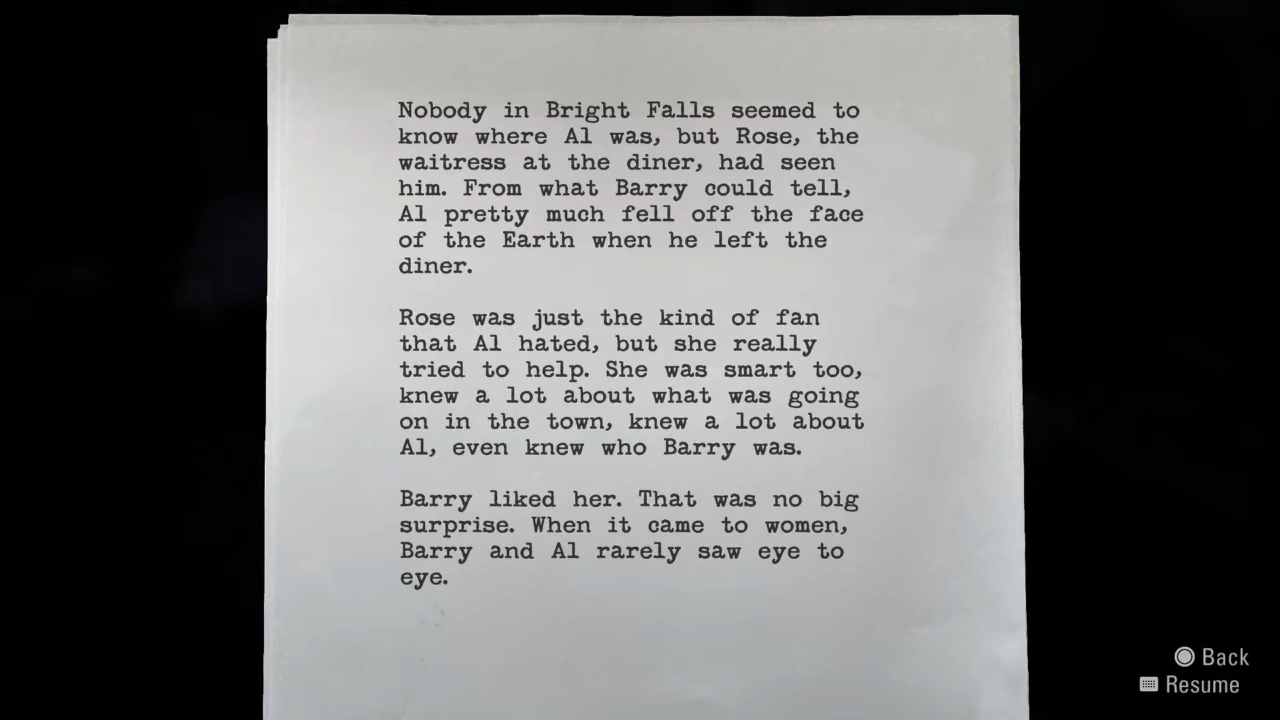 Nobody in Bright Falls seemed to
know where Al was, but Rose, the
waitress at the diner, had seen
him. From what Barry could tell,
Al pretty much fell off the face
of the Earth when he left the
diner.
Rose was just the kind of fan
that Al hated, but she really
tried to help. She was smart too,
knew a lot about what was going
on in the town, knew a lot about
Al, even knew who Barry was.
Barry liked her. That was no big
surprise. When it came to women,
Barry and Al rarely saw eye to
eye.
Back
Resume